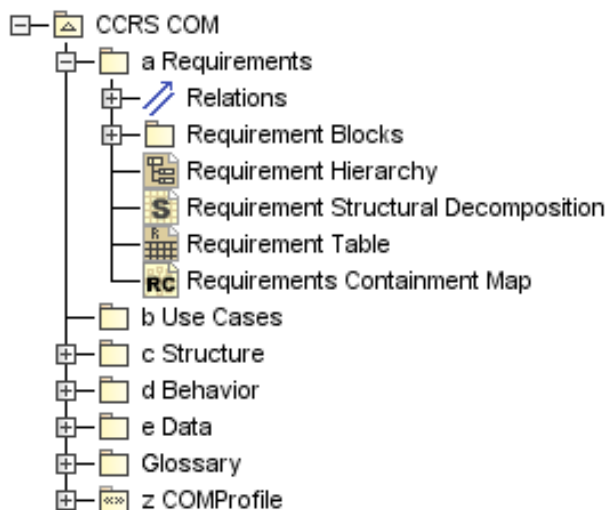 CCRS COM
a Requirements
Relations
Requirement Blocks
Requirement Hierarchy
S Requirement Structural Decomposition
R Requirement Table
RC Requirements Containment Map
b Use Cases
c Structure
d Behavior
e Data
Glossary
«» z COMProfile